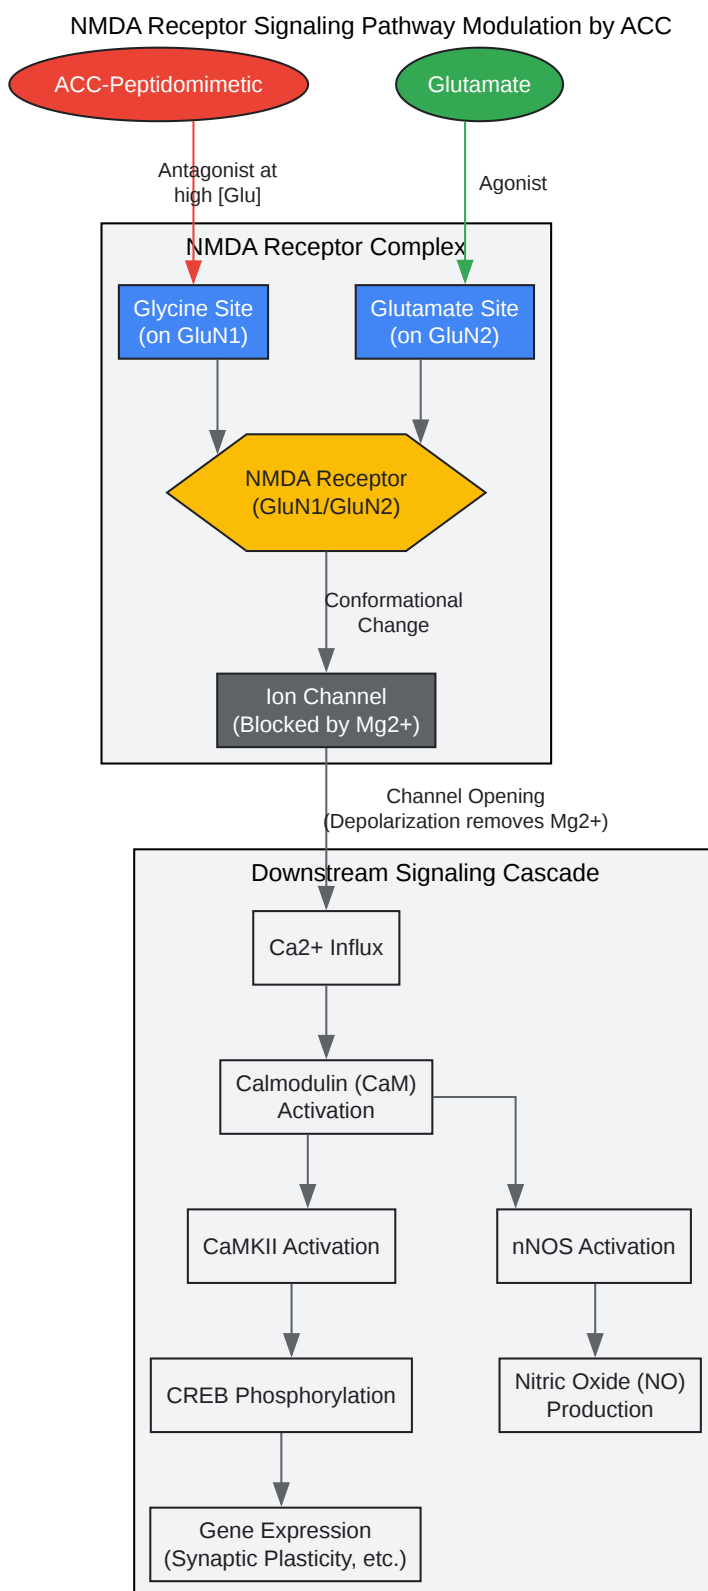 NMDA Receptor Signaling Pathway Modulation by ACC
ACC-Peptidomimetic
Glutamate
Antagonist at
high [Glu]
Agonist
NMDA Receptor Complex
Glycine Site
(on GluN1)
Glutamate Site
(on GluN2)
NMDA Receptor
(GluN1/GluN2)
Conformational
Change
Ion Channel
(Blocked by Mg2+)
Channel Opening
(Depolarization removes Mg2+)
Downstream Signaling Cascade
Ca2+ Influx
Calmodulin (CaM)
Activation
CaMKII Activation
nNOS Activation
CREB Phosphorylation
Nitric Oxide (NO)
Production
Gene Expression
(Synaptic Plasticity, etc.)